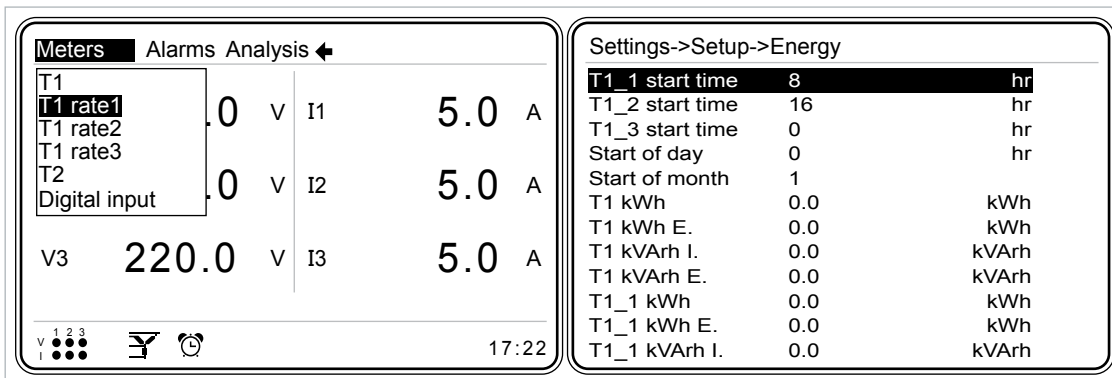 Meters Alarms Analysis
T1
T1 rate1
T1 rate2
T1 rate3
T2
Digital input
.0 V I1 5.0 A
.0 V I2 5.0 A
V3 220.0 V I3 5.0 A
1 2 3
V
I
17:22
Settings->Setup->Energy
T1_1 start time 8 hr
T1_2 start time 16 hr
T1_3 start time 0 hr
Start of day 0 hr
Start of month 1
T1 kWh 0.0 kWh
T1 kWh E. 0.0 kWh
T1 kVArh I. 0.0 kVArh
T1 kVArh E. 0.0 kVArh
T1_1 kWh 0.0 kWh
T1_1 kWh E. 0.0 kWh
T1_1 kVArh I. 0.0 kVArh